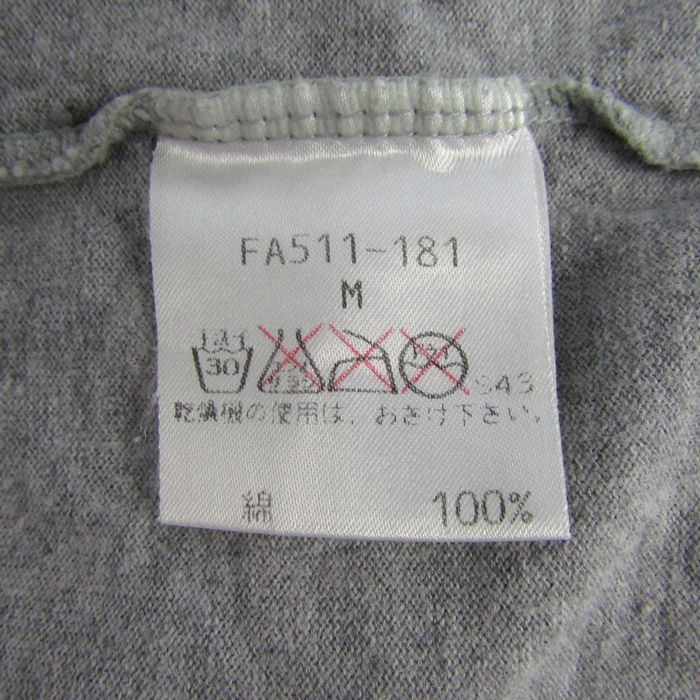 FA511-181
M
30
S43
乾燥機の使用は、おさけ下さい。
綿 100%